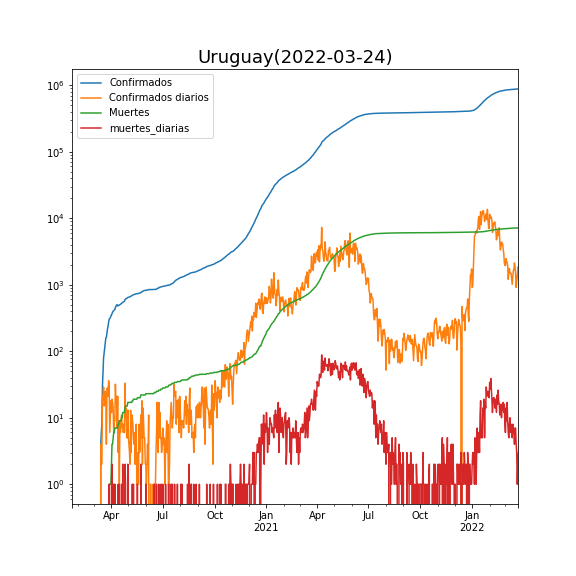 Uruguay(2022-03-24)
Confirmados
Confirmados diarios
Muertes
muertes_diarias
10^6
10^5
10^4
10^3
10^2
10^1
10^0
Apr Jul Oct Jan Apr Jul Oct Jan
2021 2022